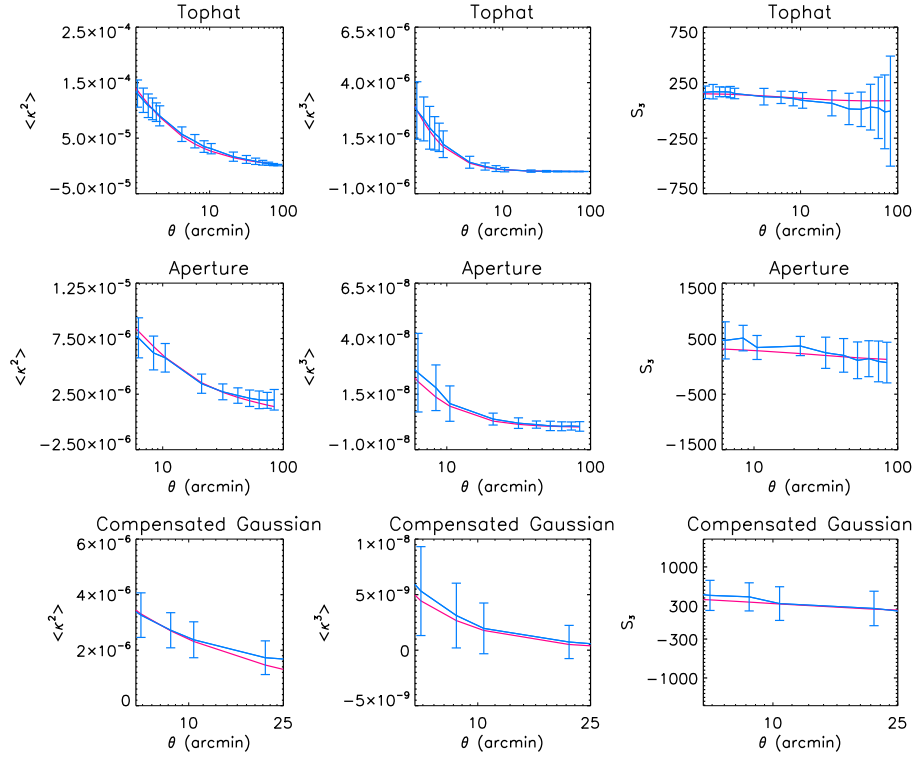 Tophat
<κ²>
2.5×10⁻⁴
1.5×10⁻⁴
5.0×10⁻⁵
−5.0×10⁻⁵
10 100
θ (arcmin)
Tophat
<κ³>
6.5×10⁻⁶
4.0×10⁻⁶
1.5×10⁻⁶
−1.0×10⁻⁶
10 100
θ (arcmin)
Tophat
S₃
750
250
−250
−750
10 100
θ (arcmin)
Aperture
<κ²>
1.25×10⁻⁵
7.50×10⁻⁶
2.50×10⁻⁶
−2.50×10⁻⁶
10 100
θ (arcmin)
Aperture
<κ³>
6.5×10⁻⁸
4.0×10⁻⁸
1.5×10⁻⁸
−1.0×10⁻⁸
10 100
θ (arcmin)
Aperture
S₃
1500
500
−500
−1500
10 100
θ (arcmin)
Compensated Gaussian
<κ²>
6×10⁻⁶
4×10⁻⁶
2×10⁻⁶
0
10 25
θ (arcmin)
Compensated Gaussian
<κ³>
1×10⁻⁸
5×10⁻⁹
0
−5×10⁻⁹
10 25
θ (arcmin)
Compensated Gaussian
S₃
1000
300
−300
−1000
10 25
θ (arcmin)